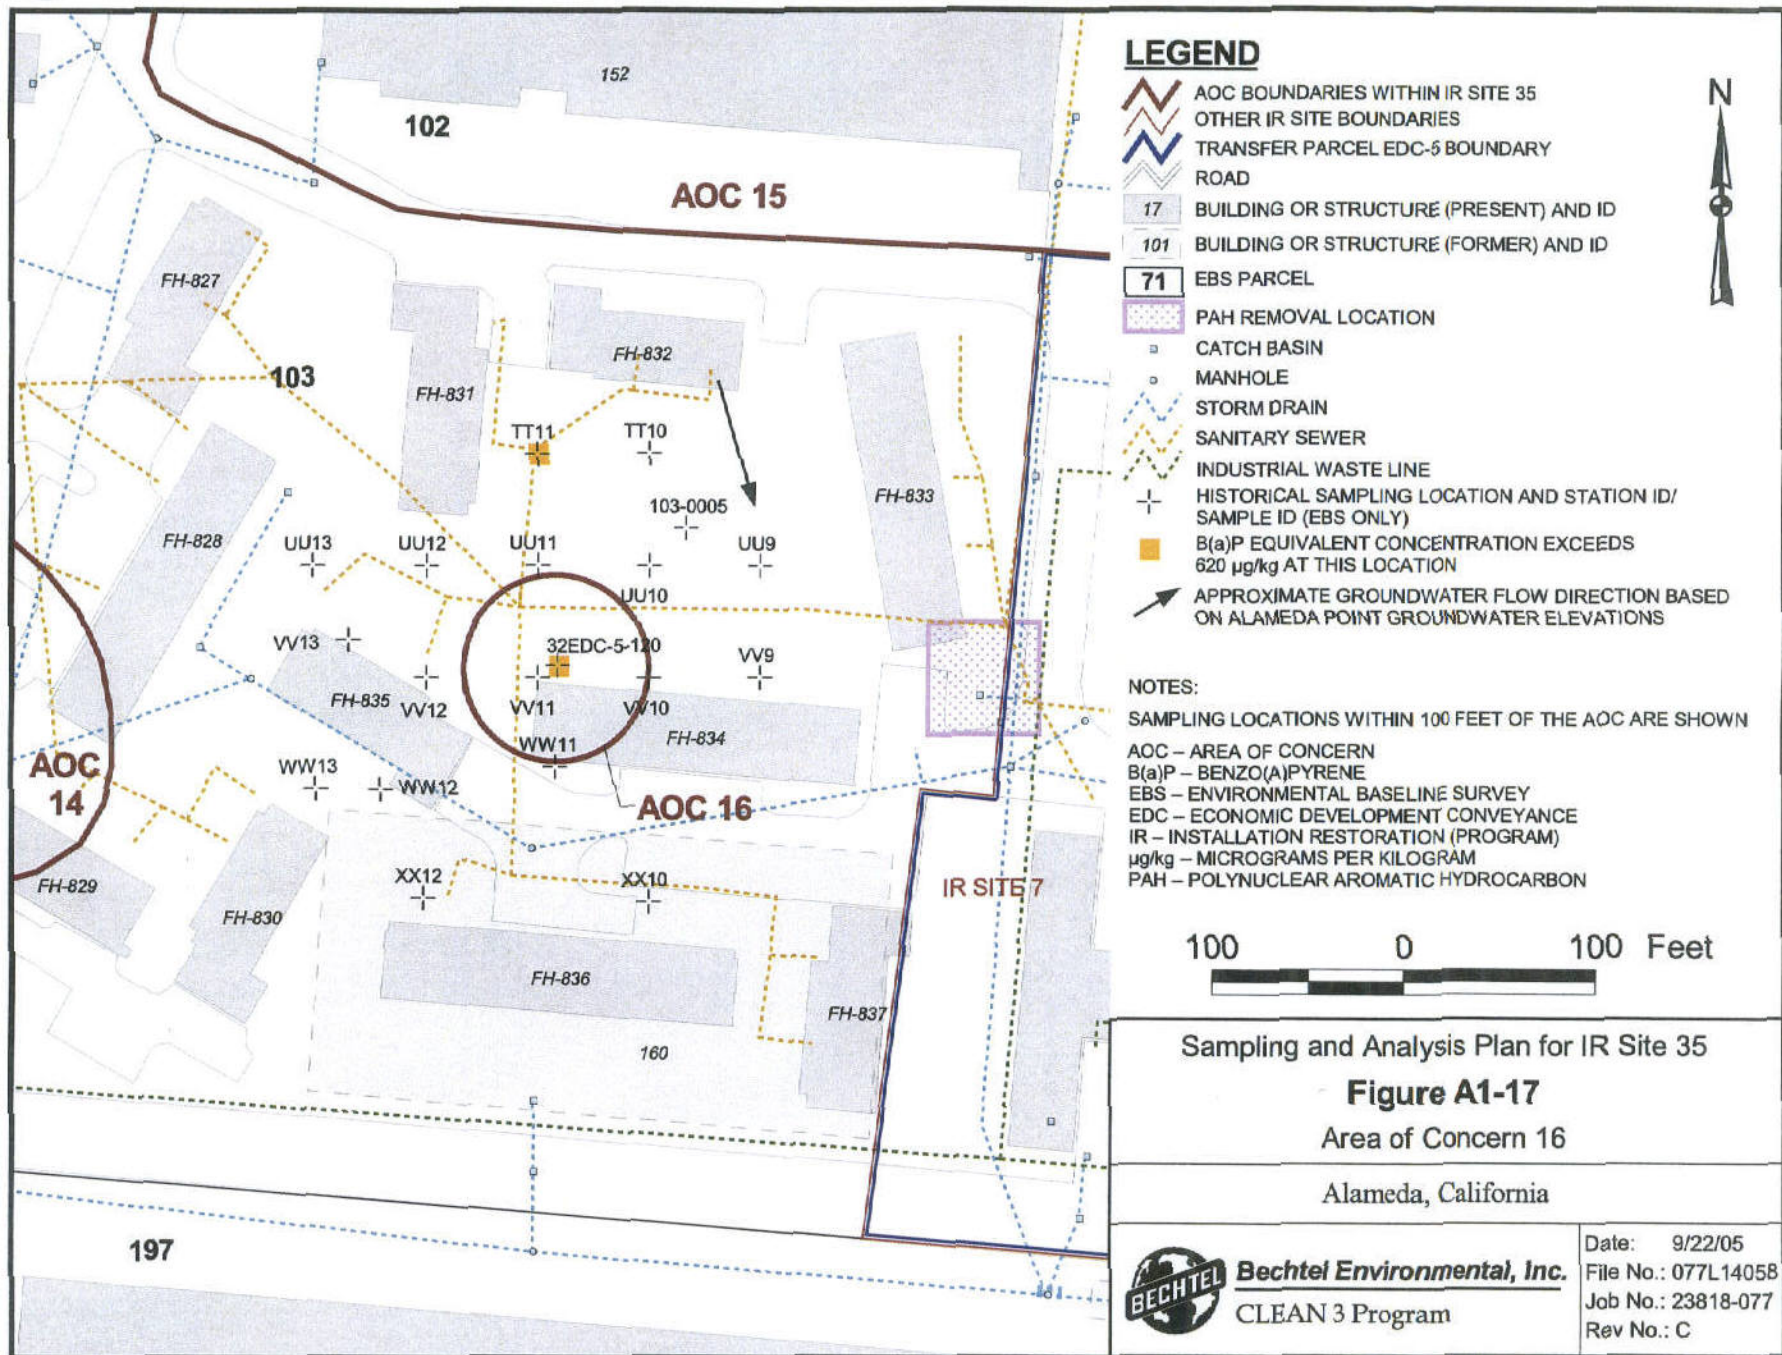 152
102
AOC 15
FH-827
FH-832
103
FH-831
TT11
TT10
FH-833
103-0005
FH-828
UU13
UU12
UU11
UU9
UU10
VV13
32EDC-5-120
VV9
FH-835
VV12
VV11
VV10
FH-834
WW11
AOC
14
WW13
WW12
AOC 16
XX12
XX10
IR SITE 7
FH-829
FH-830
FH-836
FH-837
160
197
LEGEND
AOC BOUNDARIES WITHIN IR SITE 35
OTHER IR SITE BOUNDARIES
TRANSFER PARCEL EDC-5 BOUNDARY
ROAD
17 BUILDING OR STRUCTURE (PRESENT) AND ID
101 BUILDING OR STRUCTURE (FORMER) AND ID
71 EBS PARCEL
PAH REMOVAL LOCATION
CATCH BASIN
MANHOLE
STORM DRAIN
SANITARY SEWER
INDUSTRIAL WASTE LINE
HISTORICAL SAMPLING LOCATION AND STATION ID/
SAMPLE ID (EBS ONLY)
B(a)P EQUIVALENT CONCENTRATION EXCEEDS
620 µg/kg AT THIS LOCATION
APPROXIMATE GROUNDWATER FLOW DIRECTION BASED
ON ALAMEDA POINT GROUNDWATER ELEVATIONS
N
NOTES:
SAMPLING LOCATIONS WITHIN 100 FEET OF THE AOC ARE SHOWN
AOC – AREA OF CONCERN
B(a)P – BENZO(A)PYRENE
EBS – ENVIRONMENTAL BASELINE SURVEY
EDC – ECONOMIC DEVELOPMENT CONVEYANCE
IR – INSTALLATION RESTORATION (PROGRAM)
µg/kg – MICROGRAMS PER KILOGRAM
PAH – POLYNUCLEAR AROMATIC HYDROCARBON
100 0 100 Feet
Sampling and Analysis Plan for IR Site 35
Figure A1-17
Area of Concern 16
Alameda, California
BECHTEL
Bechtel Environmental, Inc.
CLEAN 3 Program
Date: 9/22/05
File No.: 077L14058
Job No.: 23818-077
Rev No.: C